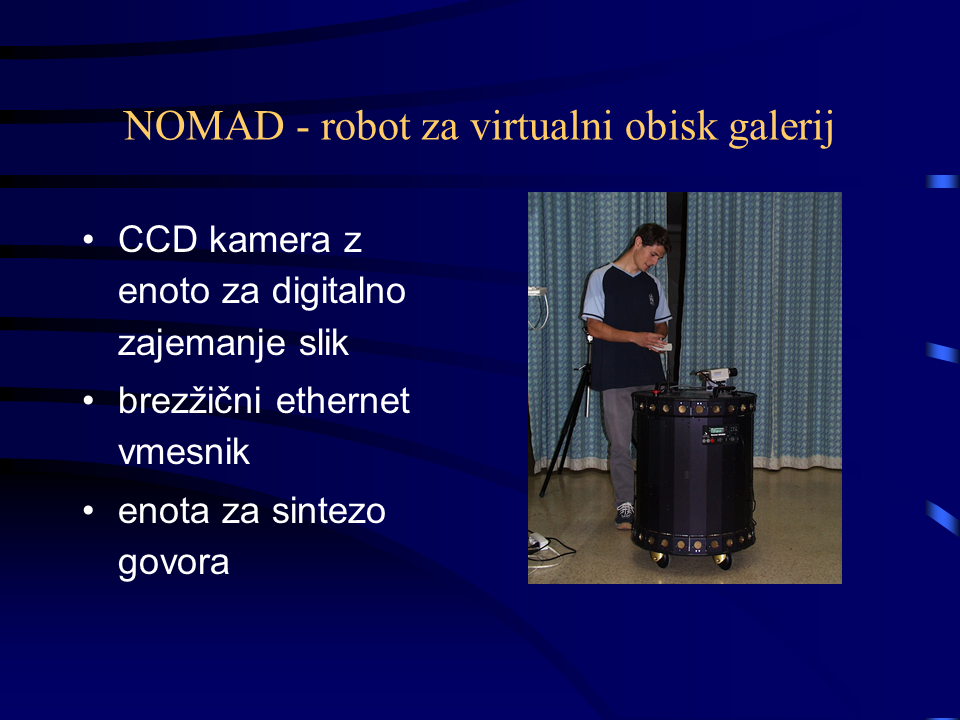 NOMAD - robot za virtualni obisk galerij
• CCD kamera z
enoto za digitalno
zajemanje slik
• brezžični ethernet
vmesnik
• enota za sintezo
govora